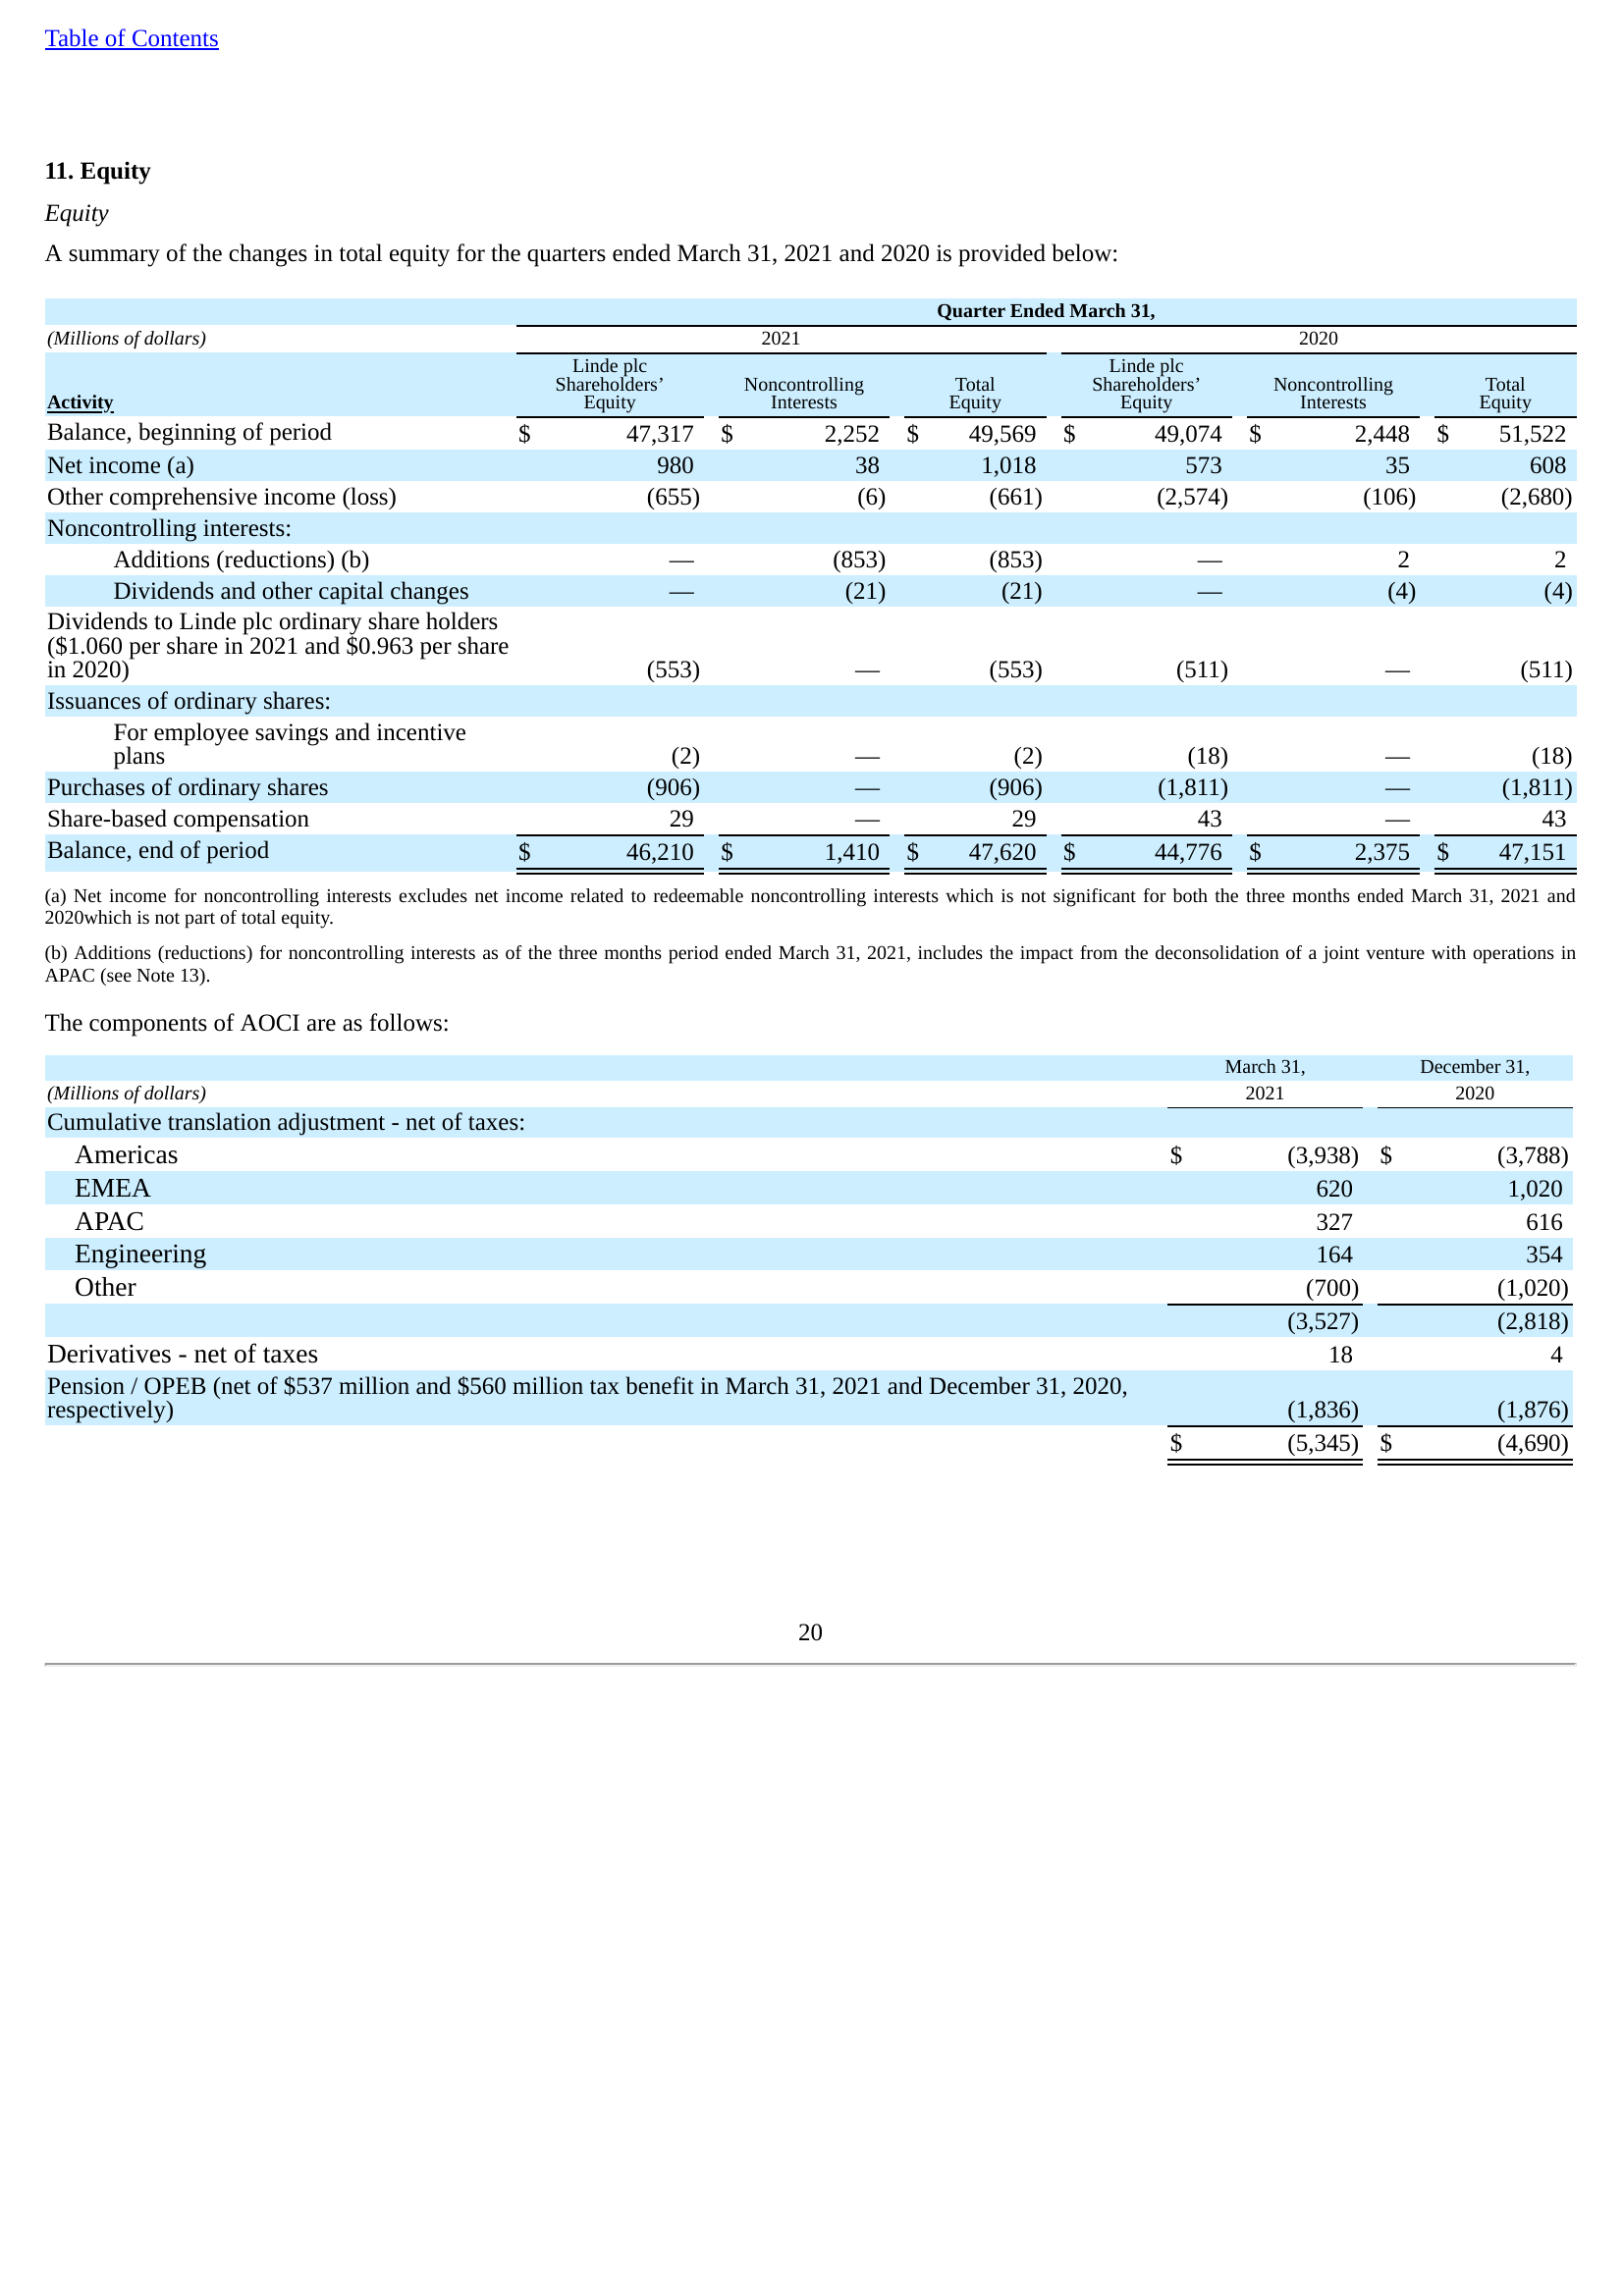 Table of Contents
11. Equity
Equity
A summary of the changes in total equity for the quarters ended March 31, 2021 and 2020 is provided below:
Quarter Ended March 31,
(Millions of dollars) 2021 2020
Activity Linde plc Shareholders’ Equity Noncontrolling Interests Total Equity Linde plc Shareholders’ Equity Noncontrolling Interests Total Equity
Balance, beginning of period $ 47,317 $ 2,252 $ 49,569 $ 49,074 $ 2,448 $ 51,522
Net income (a) 980 38 1,018 573 35 608
Other comprehensive income (loss) (655) (6) (661) (2,574) (106) (2,680)
Noncontrolling interests:
Additions (reductions) (b) — (853) (853) — 2 2
Dividends and other capital changes — (21) (21) — (4) (4)
Dividends to Linde plc ordinary share holders
($1.060 per share in 2021 and $0.963 per share
in 2020) (553) — (553) (511) — (511)
Issuances of ordinary shares:
For employee savings and incentive
plans (2) — (2) (18) — (18)
Purchases of ordinary shares (906) — (906) (1,811) — (1,811)
Share-based compensation 29 — 29 43 — 43
Balance, end of period $ 46,210 $ 1,410 $ 47,620 $ 44,776 $ 2,375 $ 47,151
(a) Net income for noncontrolling interests excludes net income related to redeemable noncontrolling interests which is not significant for both the three months ended March 31, 2021 and
2020which is not part of total equity.
(b) Additions (reductions) for noncontrolling interests as of the three months period ended March 31, 2021, includes the impact from the deconsolidation of a joint venture with operations in
APAC (see Note 13).
The components of AOCI are as follows:
March 31, December 31,
(Millions of dollars) 2021 2020
Cumulative translation adjustment - net of taxes:
Americas $ (3,938) $ (3,788)
EMEA 620 1,020
APAC 327 616
Engineering 164 354
Other (700) (1,020)
(3,527) (2,818)
Derivatives - net of taxes 18 4
Pension / OPEB (net of $537 million and $560 million tax benefit in March 31, 2021 and December 31, 2020,
respectively) (1,836) (1,876)
$ (5,345) $ (4,690)
20